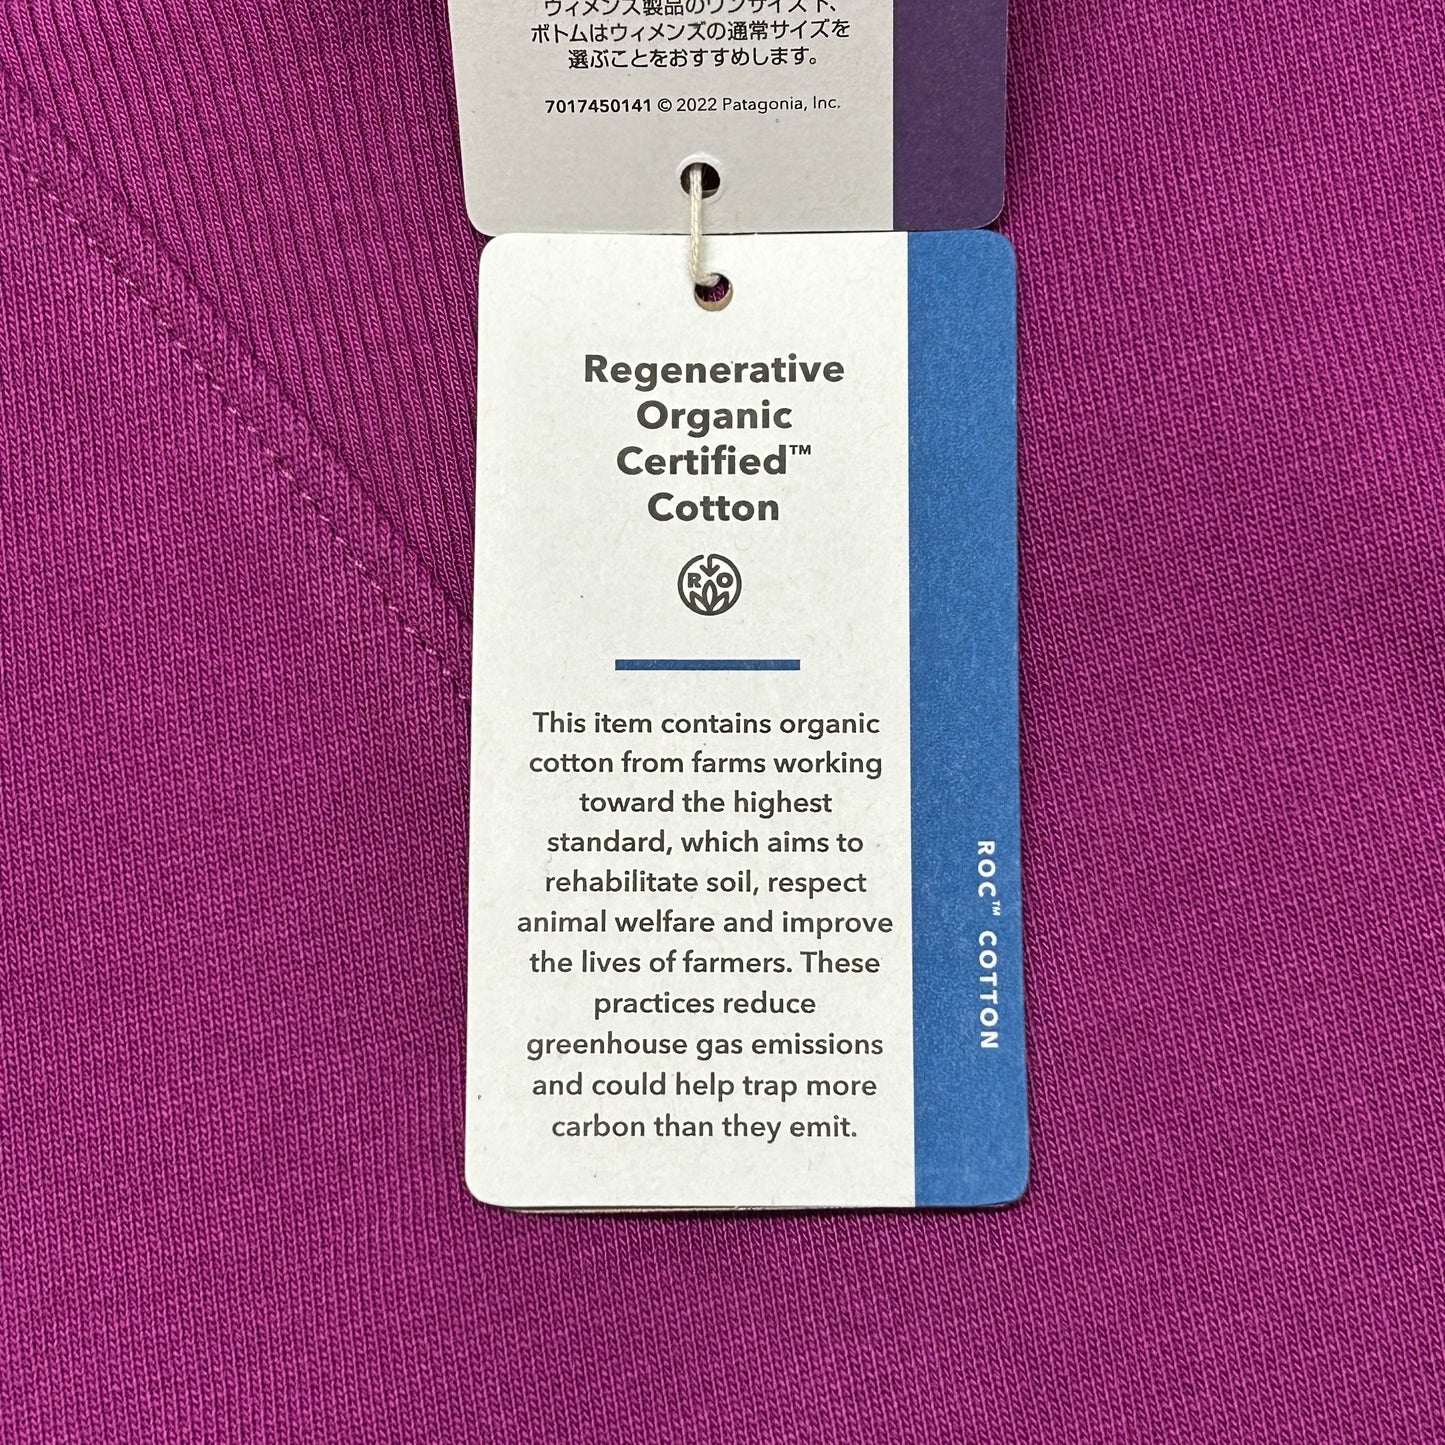 ウィメンズ製品のワンサイズ下、
ボトムはウィメンズの通常サイズを
選ぶことをおすすめします。
7017450141 © 2022 Patagonia, Inc.
Regenerative
Organic
Certified™
Cotton
R O
This item contains organic
cotton from farms working
toward the highest
standard, which aims to
rehabilitate soil, respect
animal welfare and improve
the lives of farmers. These
practices reduce
greenhouse gas emissions
and could help trap more
carbon than they emit.
ROC™ COTTON